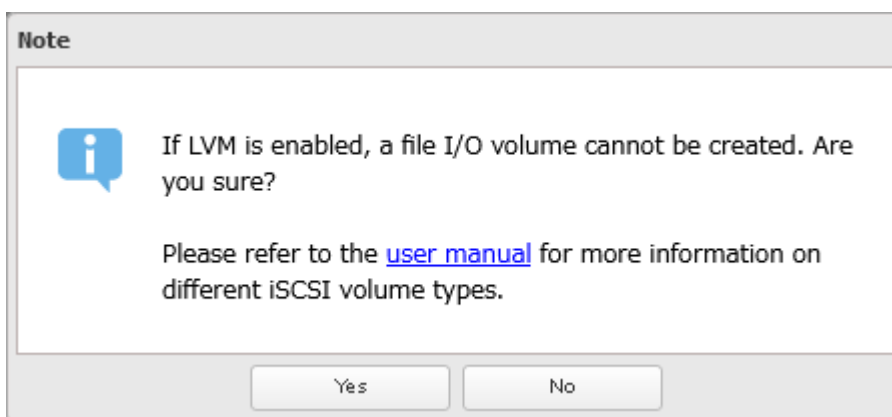 Note
If LVM is enabled, a file I/O volume cannot be created. Are
you sure?
Please refer to the user manual for more information on
different iSCSI volume types.
Yes
No